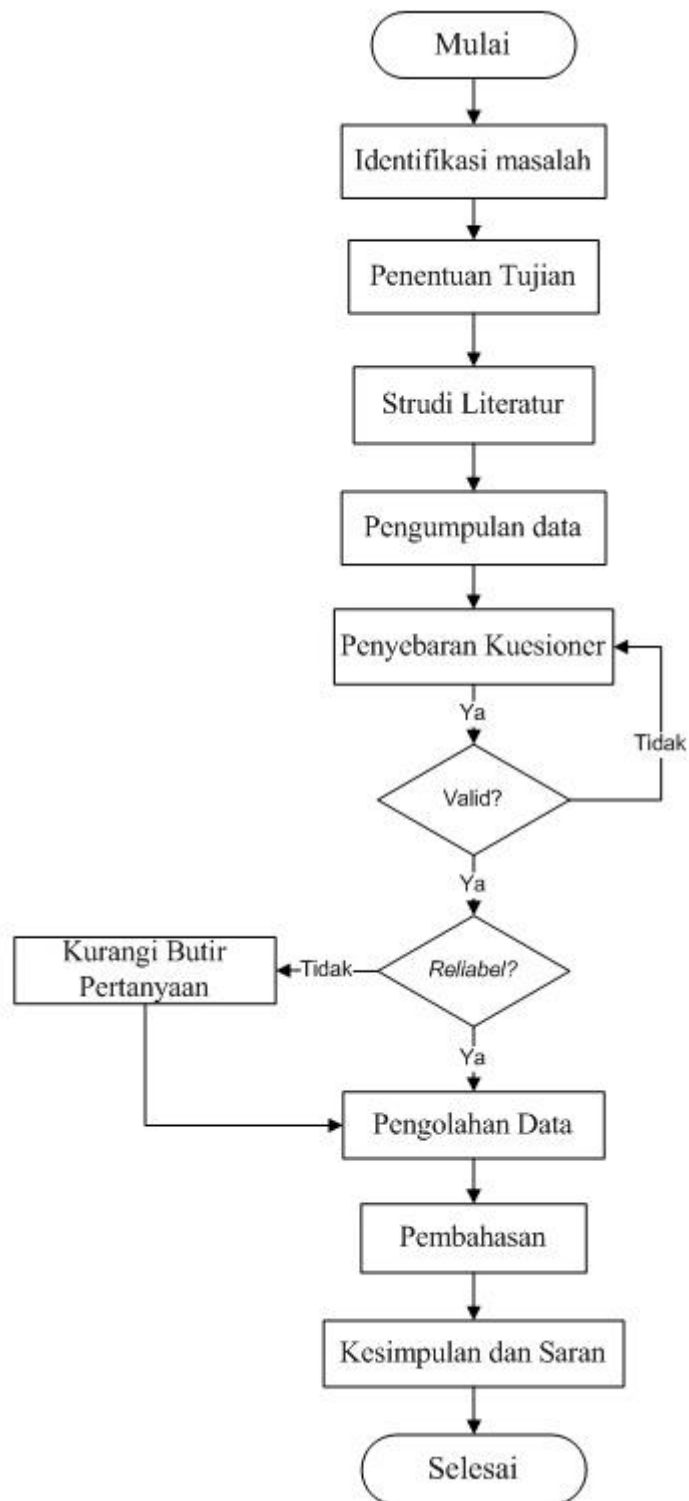 Mulai
Identifikasi masalah
Penentuan Tujian
Strudi Literatur
Pengumpulan data
Penyebaran Kuesioner
Ya
Tidak
Valid?
Ya
Kurangi Butir
Pertanyaan
Tidak
Reliabel?
Ya
Pengolahan Data
Pembahasan
Kesimpulan dan Saran
Selesai